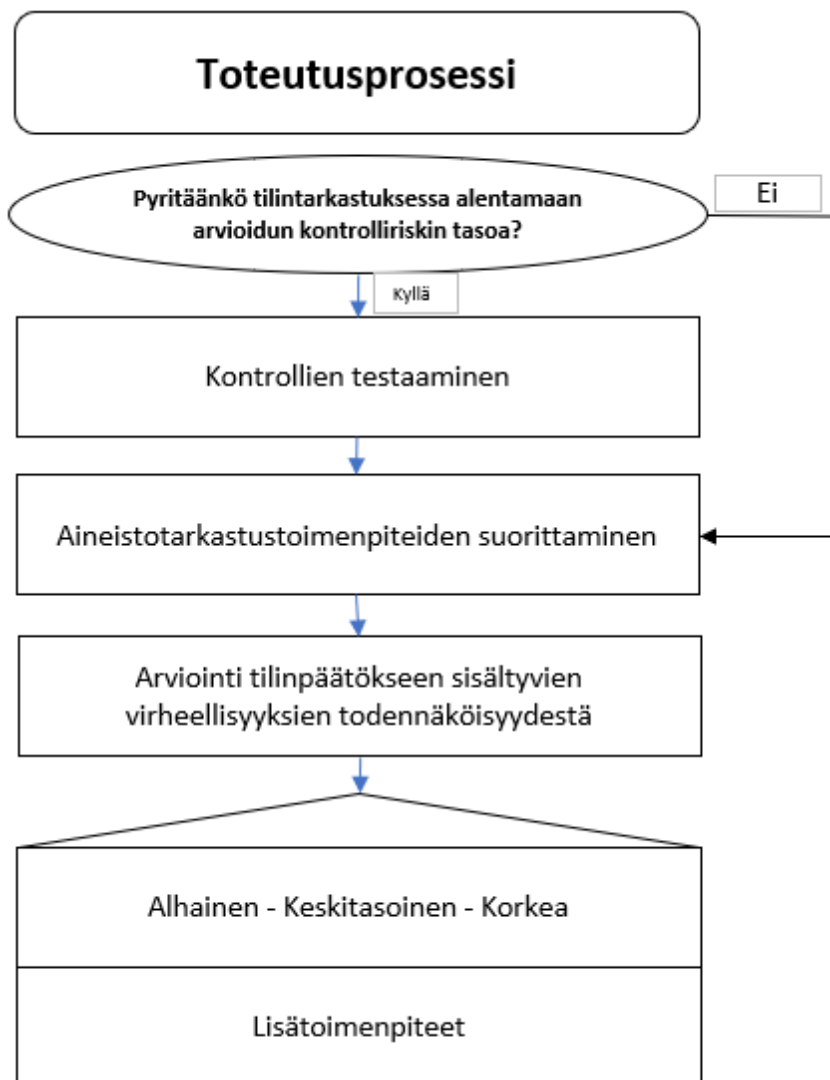 Toteutusprosessi
Pyritäänkö tilintarkastuksessa alentamaan
arvioidun kontrolliriskin tasoa?
Ei
Kyllä
Kontrollien testaaminen
Aineistotarkastustoimenpiteiden suorittaminen
Arviointi tilinpäätökseen sisältyvien
virheellisyyksien todennäköisyydestä
Alhainen - Keskitasoinen - Korkea
Lisätoimenpiteet